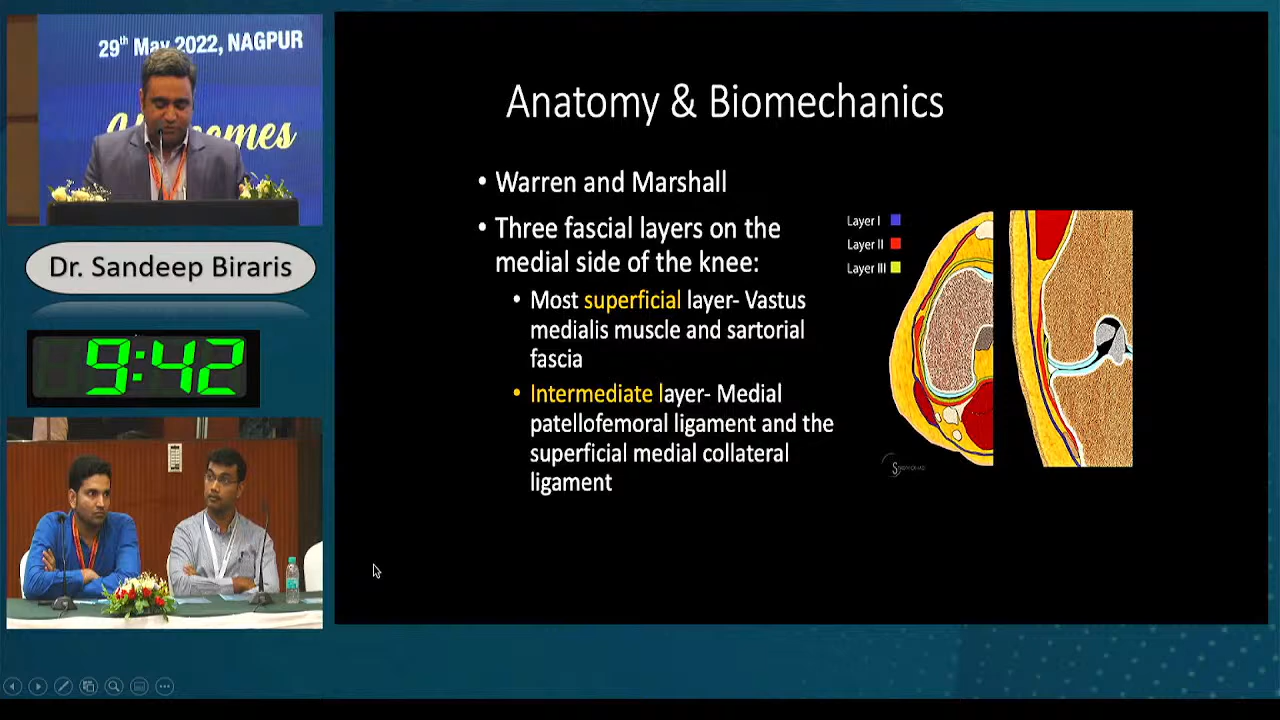 29th May 2022, NAGPUR
Dr. Sandeep Biraris
9:42
Anatomy & Biomechanics
• Warren and Marshall
• Three fascial layers on the
medial side of the knee:
• Most superficial layer- Vastus
medialis muscle and sartorial
fascia
• Intermediate layer- Medial
patellofemoral ligament and the
superficial medial collateral
ligament
Layer I
Layer II
Layer III